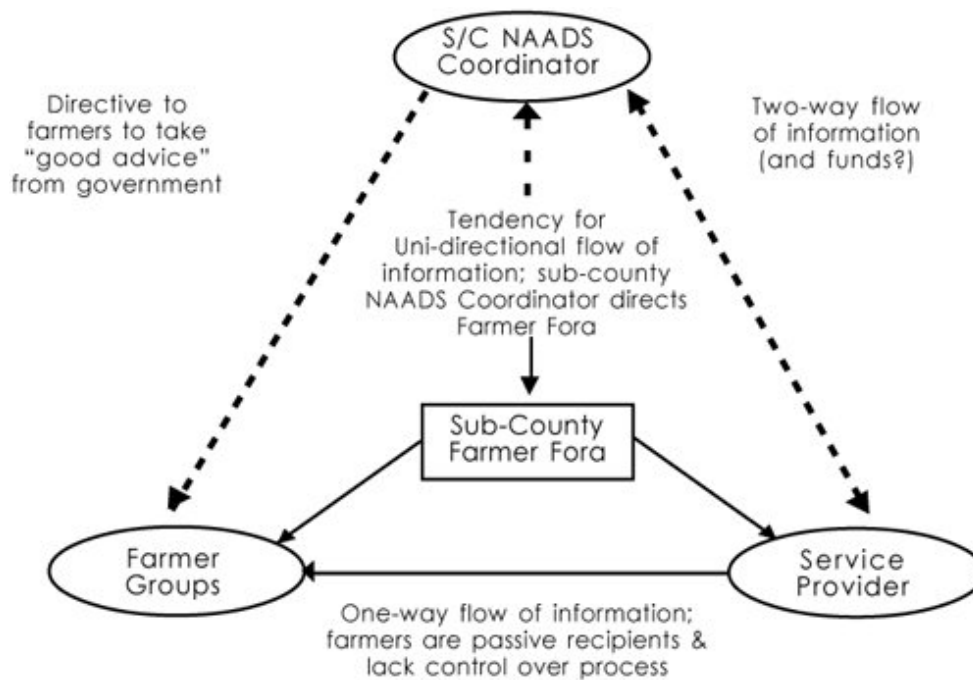 S/C NAADS
Coordinator
Directive to
farmers to take
“good advice”
from government
Two-way flow
of information
(and funds?)
Tendency for
Uni-directional flow of
information; sub-county
NAADS Coordinator directs
Farmer Fora
Sub-County
Farmer Fora
Farmer
Groups
Service
Provider
One-way flow of information;
farmers are passive recipients &
lack control over process